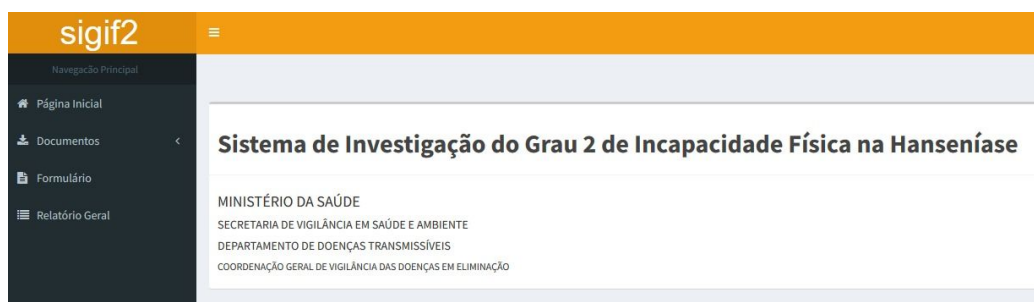 sigif2
Navegacão Principal
Página Inicial
Documentos
Formulário
Relatório Geral
Sistema de Investigação do Grau 2 de Incapacidade Física na Hanseníase
MINISTÉRIO DA SAÚDE
SECRETARIA DE VIGILÂNCIA EM SAÚDE E AMBIENTE
DEPARTAMENTO DE DOENÇAS TRANSMISSÍVEIS
COORDENAÇÃO GERAL DE VIGILÂNCIA DAS DOENÇAS EM ELIMINAÇÃO